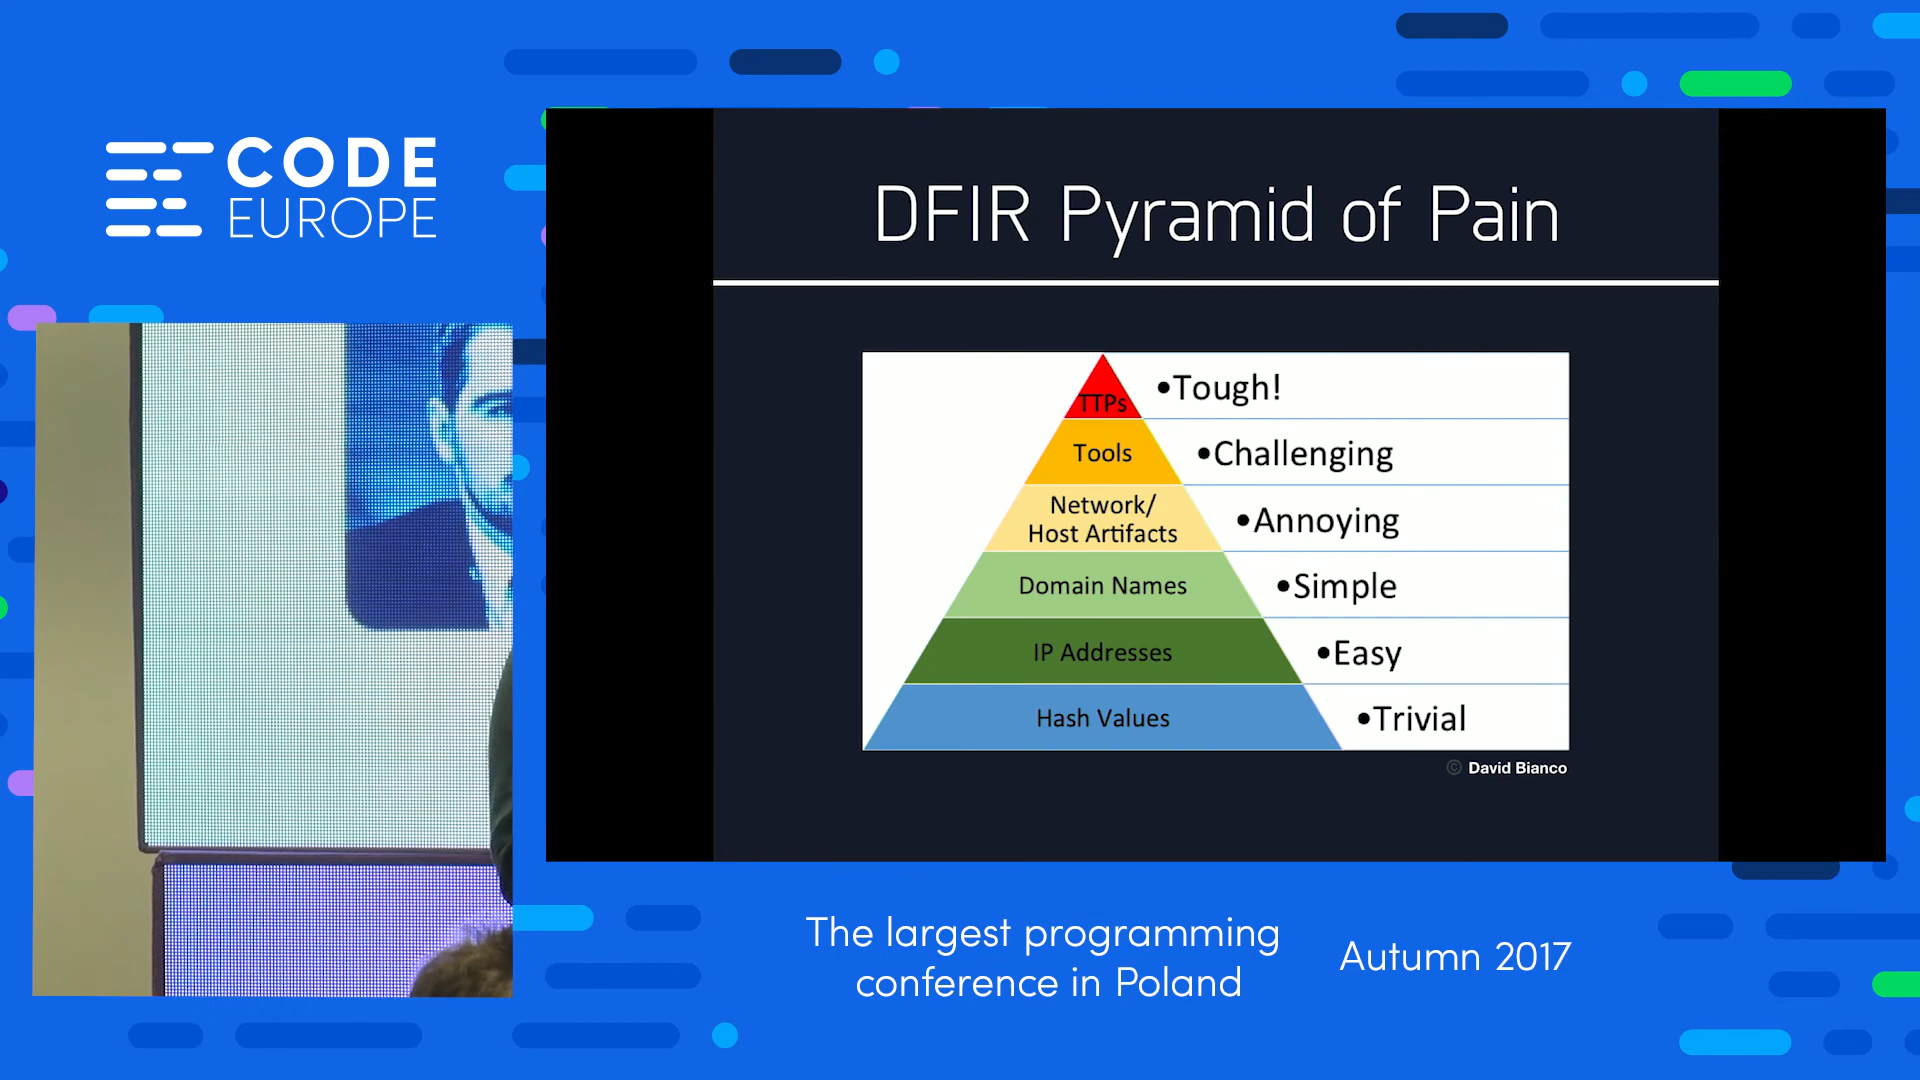 CODE
EUROPE
DFIR Pyramid of Pain
TTPs
•Tough!
Tools
•Challenging
Network/
Host Artifacts
•Annoying
Domain Names
•Simple
IP Addresses
•Easy
Hash Values
•Trivial
© David Bianco
The largest programming
conference in Poland
Autumn 2017